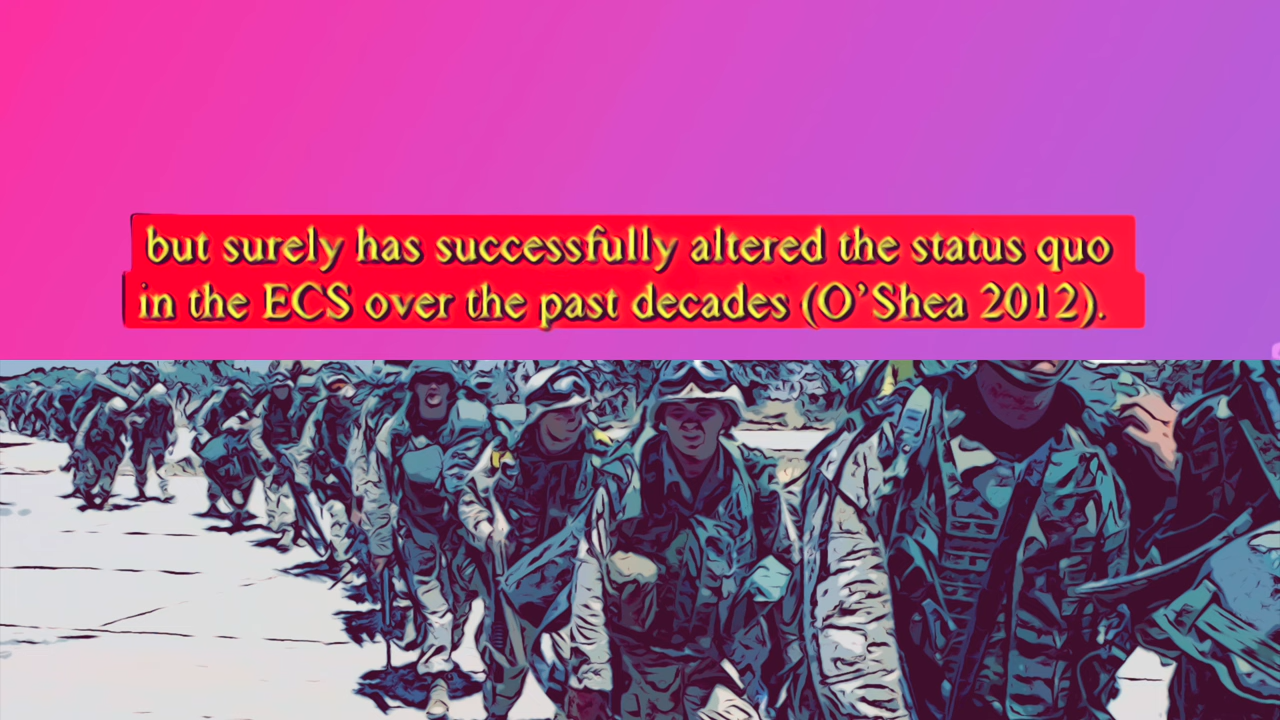 but surely has successfully altered the status quo
in the ECS over the past decades (O’Shea 2012).